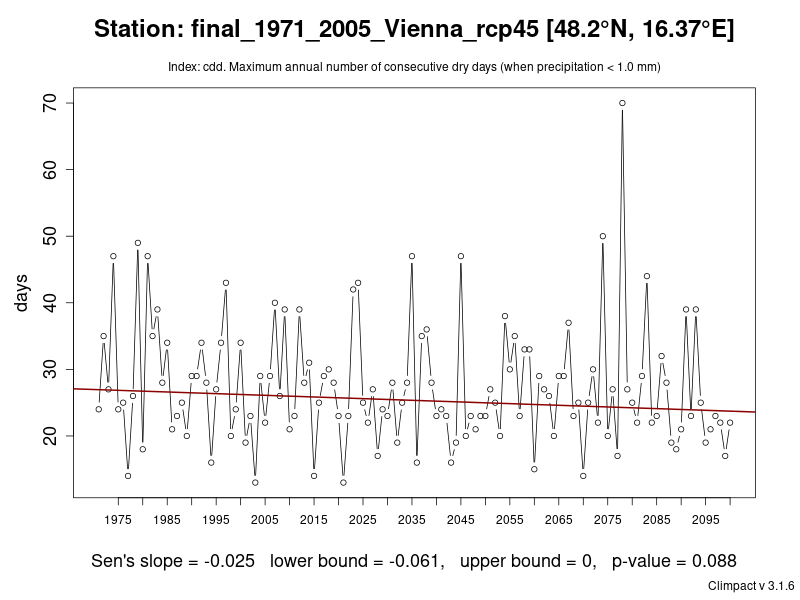 Station: final_1971_2005_Vienna_rcp45 [48.2°N, 16.37°E]
Index: cdd. Maximum annual number of consecutive dry days (when precipitation < 1.0 mm)
days
70
60
50
40
30
20
1975 1985 1995 2005 2015 2025 2035 2045 2055 2065 2075 2085 2095
Sen's slope = -0.025 lower bound = -0.061, upper bound = 0, p-value = 0.088
Climpact v 3.1.6